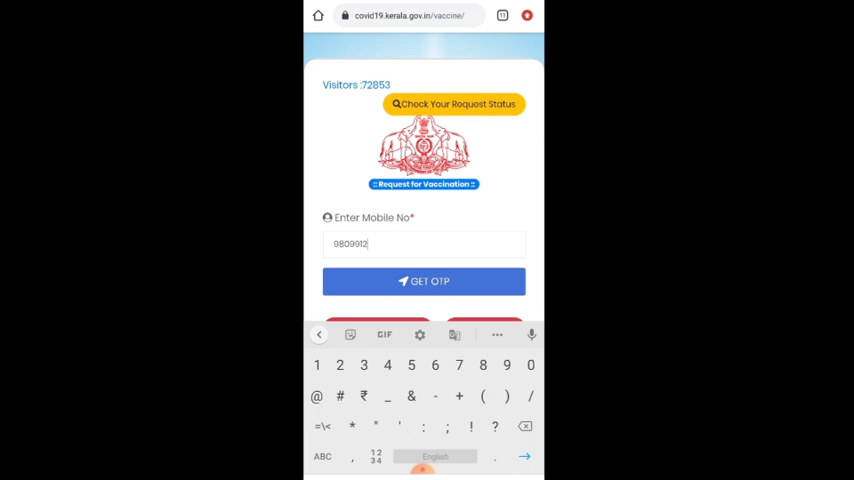 covid19.kerala.gov.in/vaccine/ 11
Visitors :72853
Check Your Request Status
:: Request for Vaccination ::
Enter Mobile No*
9809912
GET OTP
GIF
1 2 3 4 5 6 7 8 9 0
@ # ₹ _ & - + ( ) /
=\< * " ' : ; ! ?
ABC , 12 34 English .